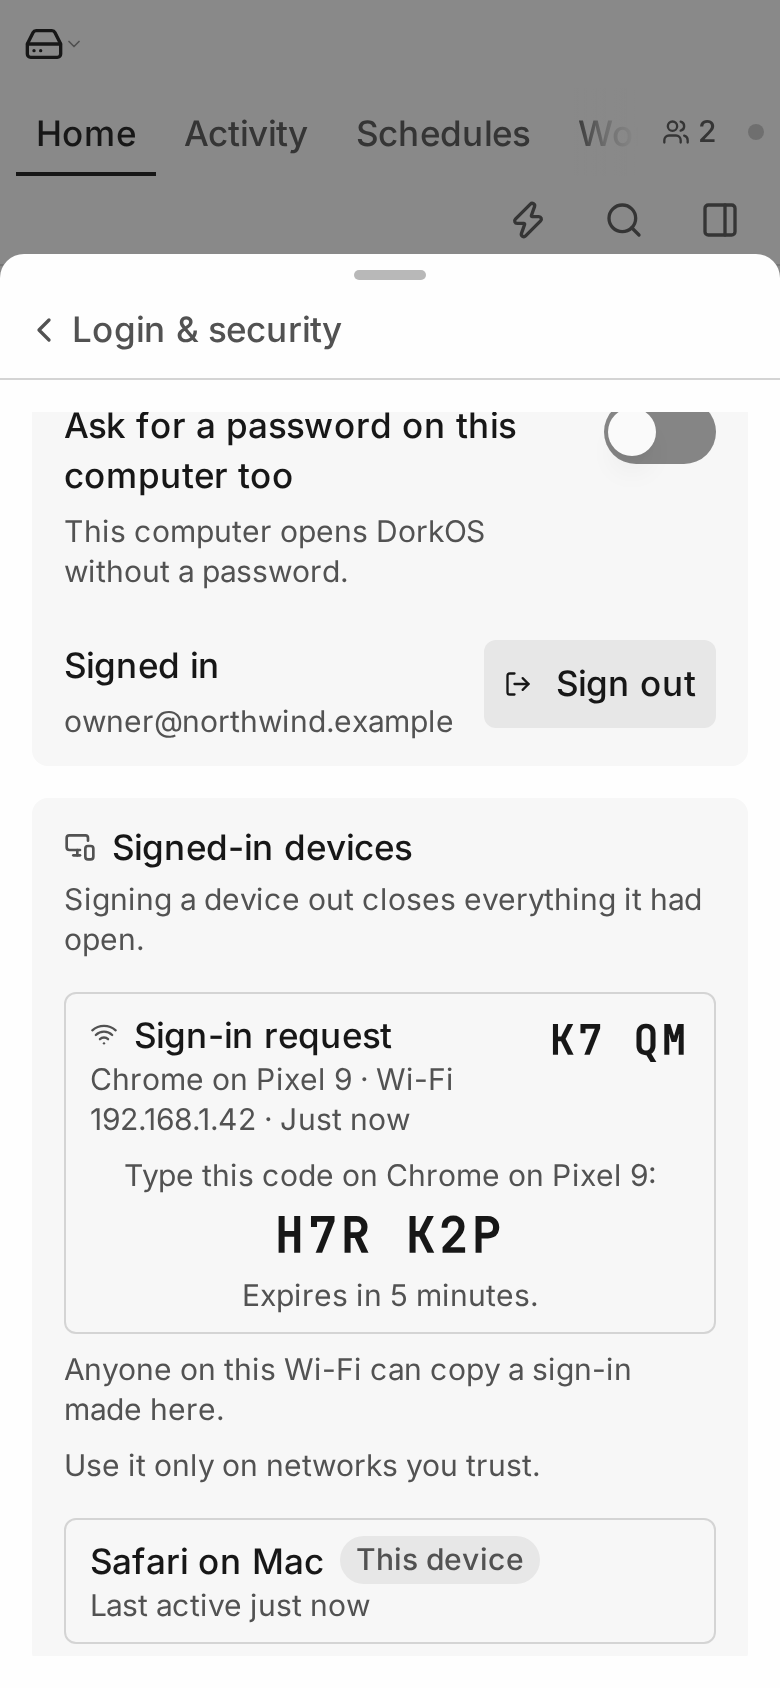 Home Activity Schedules Wo 2
Login & security
Ask for a password on this
computer too
This computer opens DorkOS
without a password.
Signed in
Sign out
owner@northwind.example
Signed-in devices
Signing a device out closes everything it had
open.
Sign-in request K7 QM
Chrome on Pixel 9 · Wi-Fi
192.168.1.42 · Just now
Type this code on Chrome on Pixel 9:
H7R K2P
Expires in 5 minutes.
Anyone on this Wi-Fi can copy a sign-in
made here.
Use it only on networks you trust.
Safari on Mac This device
Last active just now